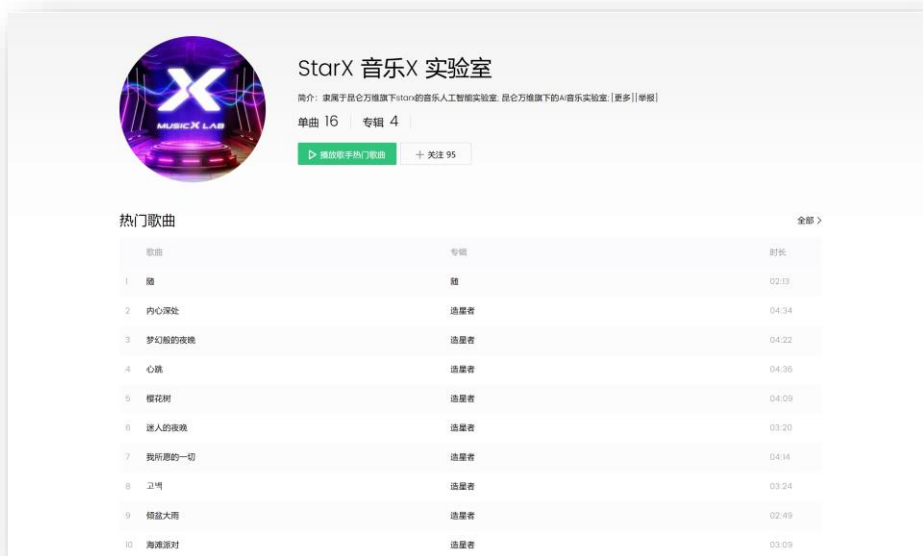 MUSICX LAB
StarX 音乐X 实验室
简介：隶属于昆仑万维旗下starx的音乐人工智能实验室; 昆仑万维旗下的AI音乐实验室; [更多] [举报]
单曲 16 专辑 4
播放歌手热门歌曲 + 关注 95
热门歌曲 全部 >
歌曲 专辑 时长
1 随 随 02:13
2 内心深处 造星者 04:34
3 梦幻般的夜晚 造星者 04:22
4 心跳 造星者 04:36
5 樱花树 造星者 04:09
6 迷人的夜晚 造星者 03:20
7 我所愿的一切 造星者 04:14
8 고백 造星者 03:24
9 倾盆大雨 造星者 02:49
10 海滩派对 造星者 03:09